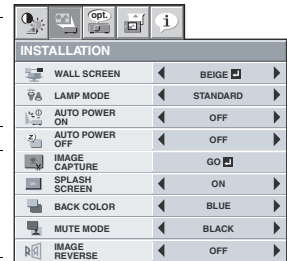 opt.
i
INSTALLATION
WALL SCREEN BEIGE
LAMP MODE STANDARD
AUTO POWER ON OFF
AUTO POWER OFF OFF
IMAGE CAPTURE GO
SPLASH SCREEN ON
BACK COLOR BLUE
MUTE MODE BLACK
IMAGE REVERSE OFF